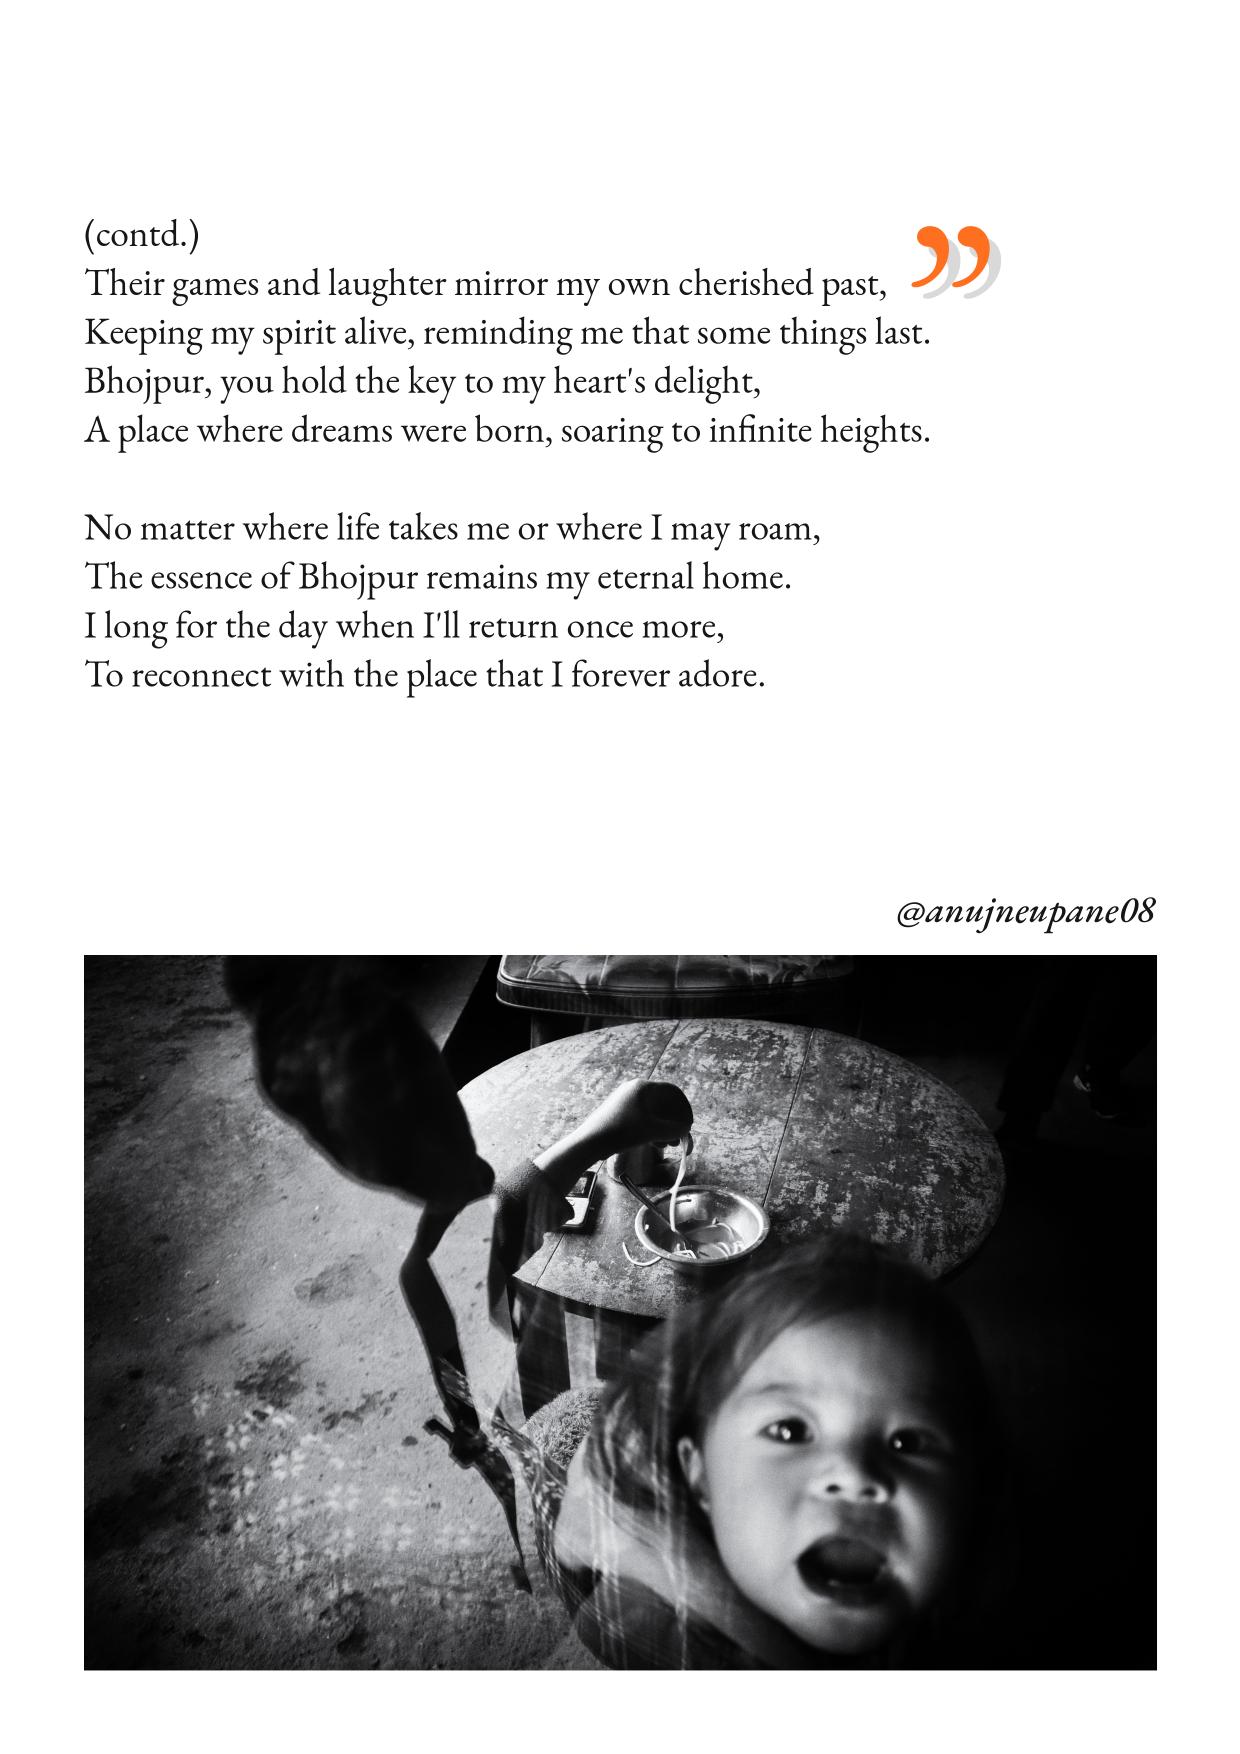 (contd.)
Their games and laughter mirror my own cherished past,
Keeping my spirit alive, reminding me that some things last.
Bhojpur, you hold the key to my heart's delight,
A place where dreams were born, soaring to infinite heights.
No matter where life takes me or where I may roam,
The essence of Bhojpur remains my eternal home.
I long for the day when I'll return once more,
To reconnect with the place that I forever adore.
@anujneupane08